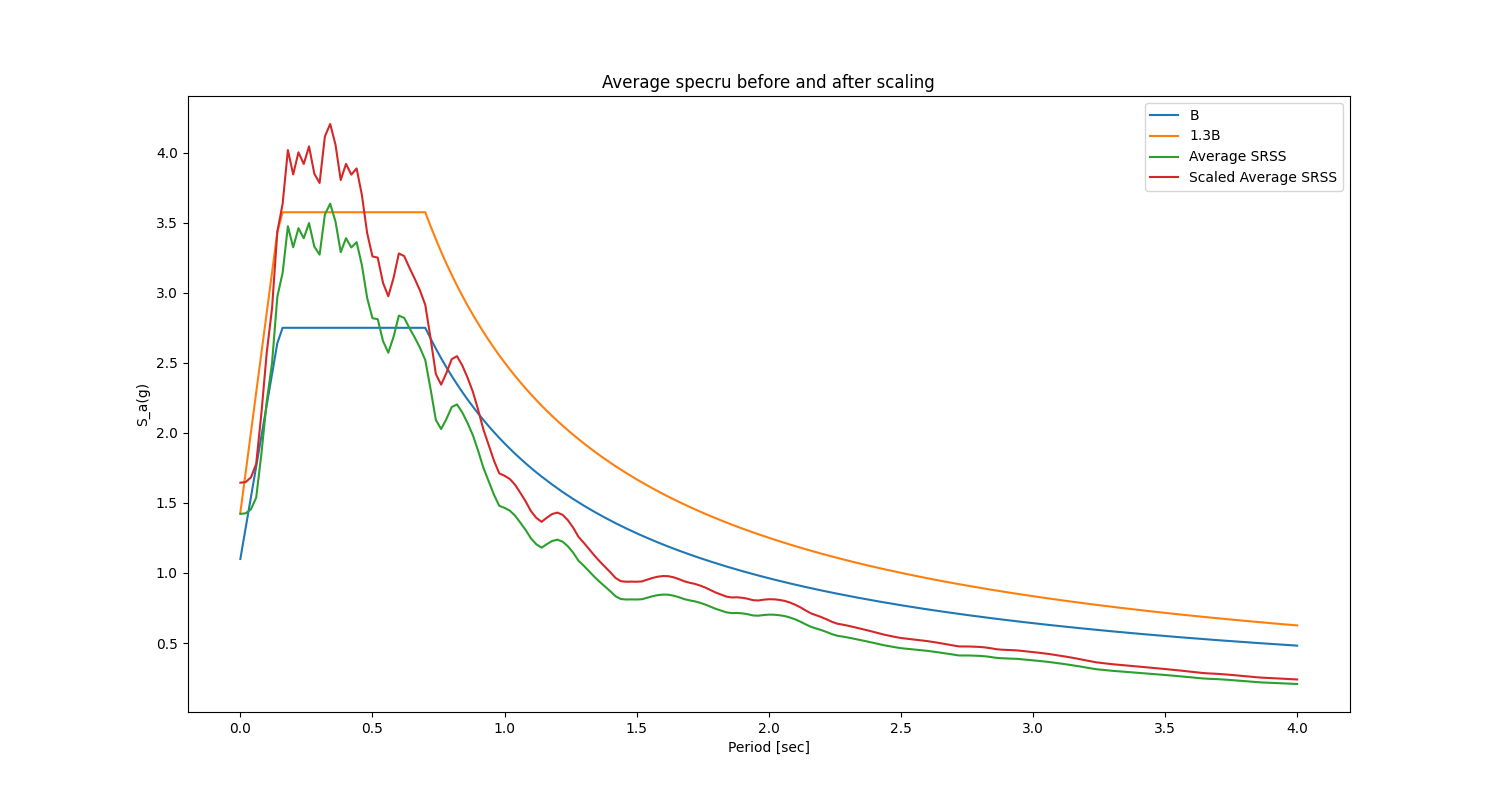 Average specru before and after scaling
B
1.3B
Average SRSS
Scaled Average SRSS
4.0
3.5
3.0
2.5
2.0
1.5
1.0
0.5
S_a(g)
0.0 0.5 1.0 1.5 2.0 2.5 3.0 3.5 4.0
Period [sec]